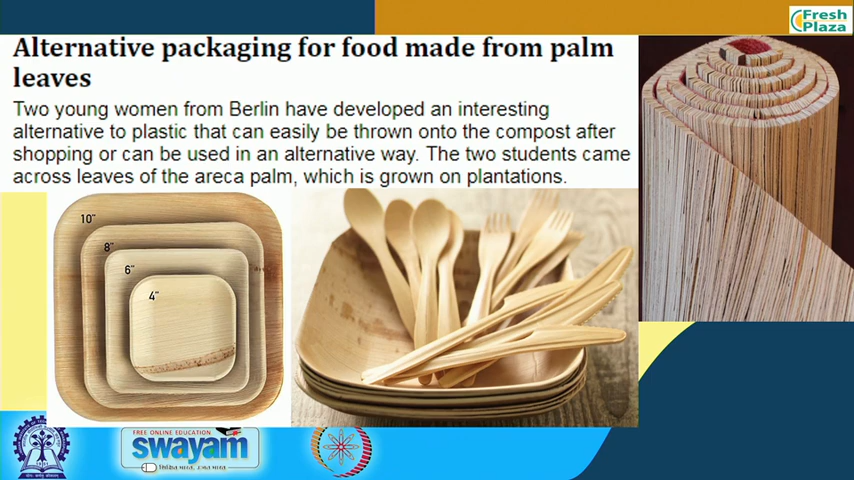 Fresh
Plaza
Alternative packaging for food made from palm
leaves
Two young women from Berlin have developed an interesting
alternative to plastic that can easily be thrown onto the compost after
shopping or can be used in an alternative way. The two students came
across leaves of the areca palm, which is grown on plantations.
10"
8"
6"
4"
FREE ONLINE EDUCATION
swayam